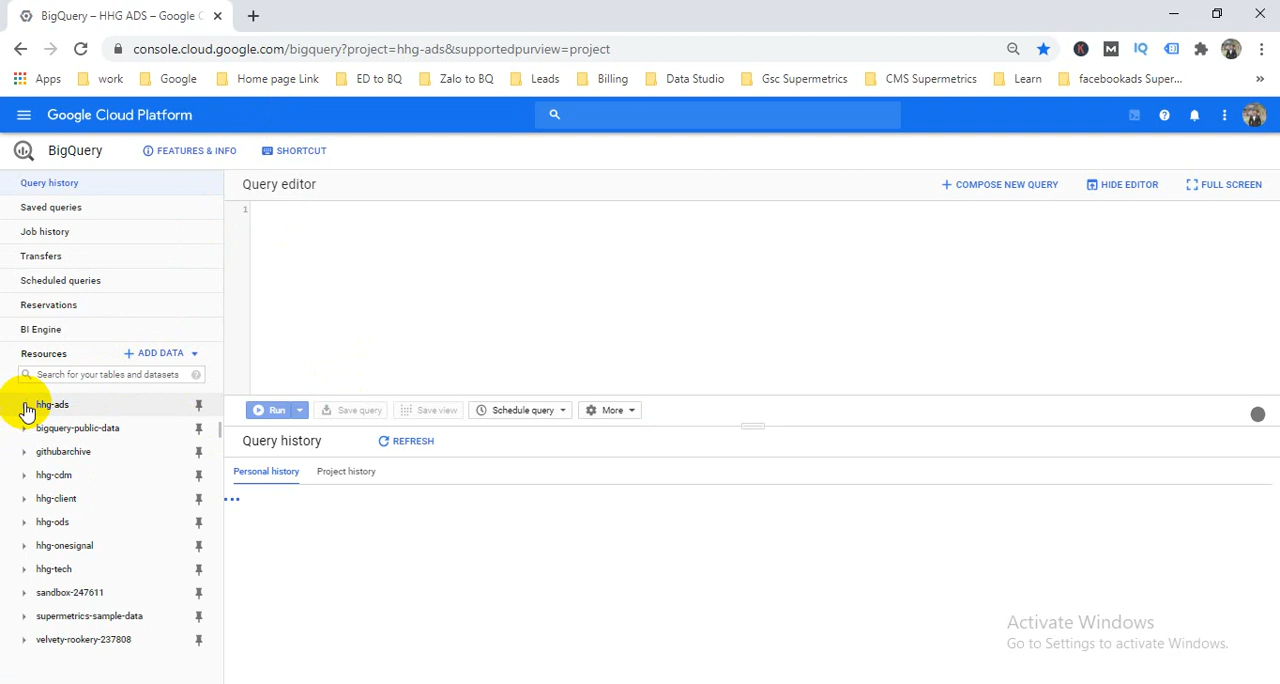 BigQuery – HHG ADS – Google C
console.cloud.google.com/bigquery?project=hhg-ads&supportedpurview=project
Apps work Google Home page Link ED to BQ Zalo to BQ Leads Billing Data Studio Gsc Supermetrics CMS Supermetrics Learn facebookads Super... »
Google Cloud Platform
BigQuery FEATURES & INFO SHORTCUT
Query history
Saved queries
Job history
Transfers
Scheduled queries
Reservations
BI Engine
Resources + ADD DATA
Search for your tables and datasets
hhg-ads
bigquery-public-data
githubarchive
hhg-cdm
hhg-client
hhg-ods
hhg-onesignal
hhg-tech
sandbox-247611
supermetrics-sample-data
velvety-rookery-237808
Query editor + COMPOSE NEW QUERY HIDE EDITOR FULL SCREEN
1
Run Save query Save view Schedule query More
Query history REFRESH
Personal history Project history
Activate Windows
Go to Settings to activate Windows.